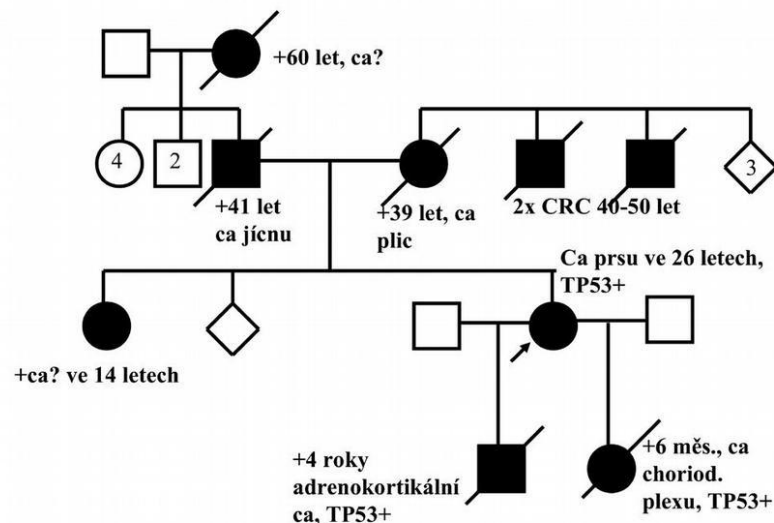 +60 let, ca?
4
2
3
+41 let
ca jícnu
+39 let, ca
plic
2x CRC 40-50 let
Ca prsu ve 26 letech,
TP53+
+ca? ve 14 letech
+4 roky
adrenokortikální
ca, TP53+
+6 měs., ca
choriod.
plexu, TP53+